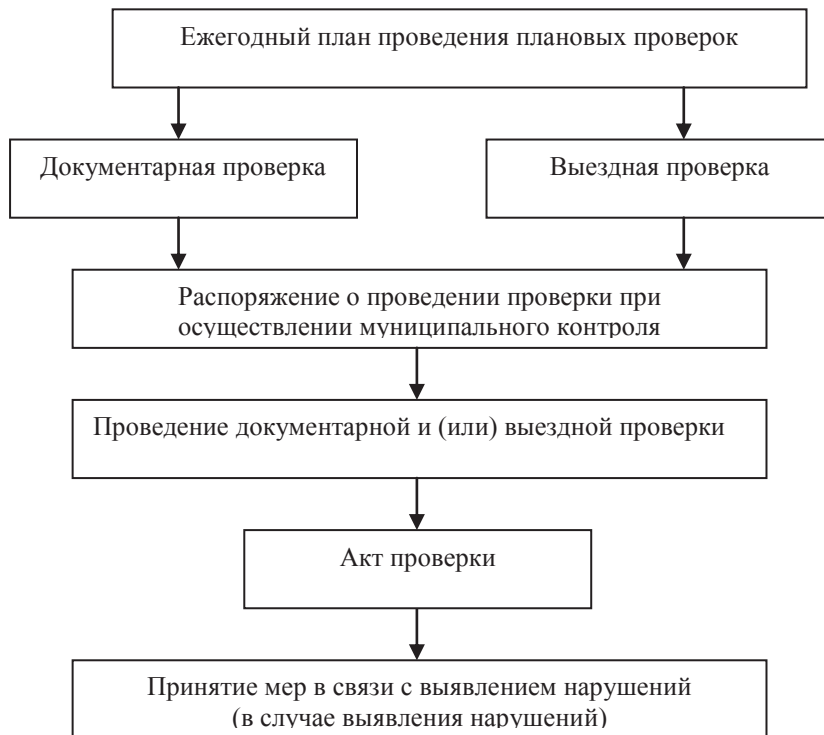 Ежегодный план проведения плановых проверок
Документарная проверка
Выездная проверка
Распоряжение о проведении проверки при
осуществлении муниципального контроля
Проведение документарной и (или) выездной проверки
Акт проверки
Принятие мер в связи с выявлением нарушений
(в случае выявления нарушений)